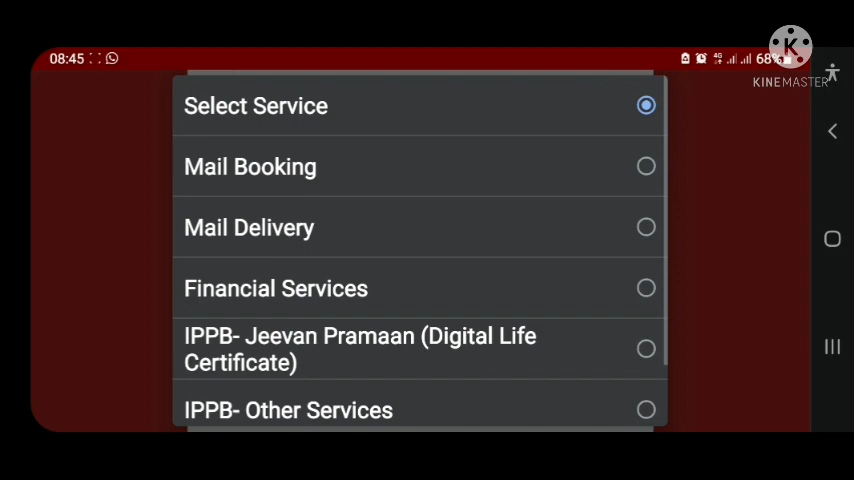 08:45
4G
68%
K
KINEMASTER
Select Service
Mail Booking
Mail Delivery
Financial Services
IPPB- Jeevan Pramaan (Digital Life
Certificate)
IPPB- Other Services